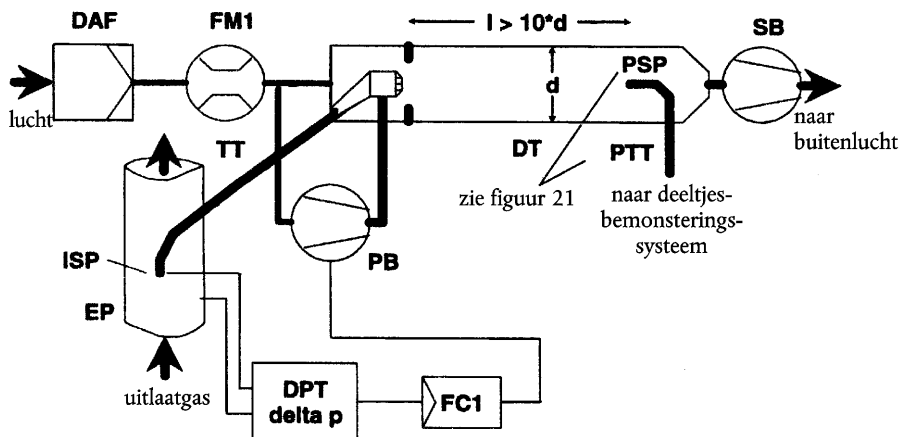 DAF
FM1
l > 10*d
SB
PSP
d
lucht
naar
buitenlucht
TT
DT
PTT
zie figuur 21
naar deeltjes-
bemonsterings-
systeem
ISP
PB
EP
uitlaatgas
DPT
delta p
FC1